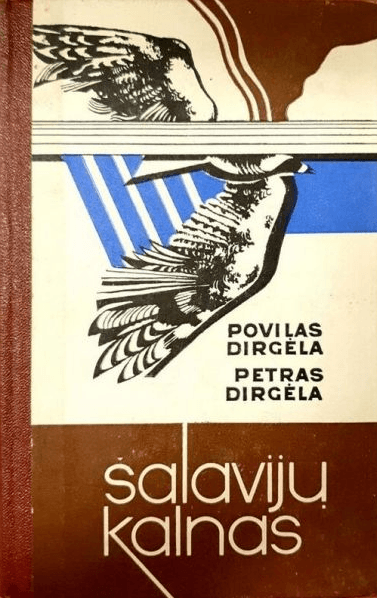 POVILAS
DIRGĖLA
PETRAS
DIRGĖLA
šalavijų
kalnas